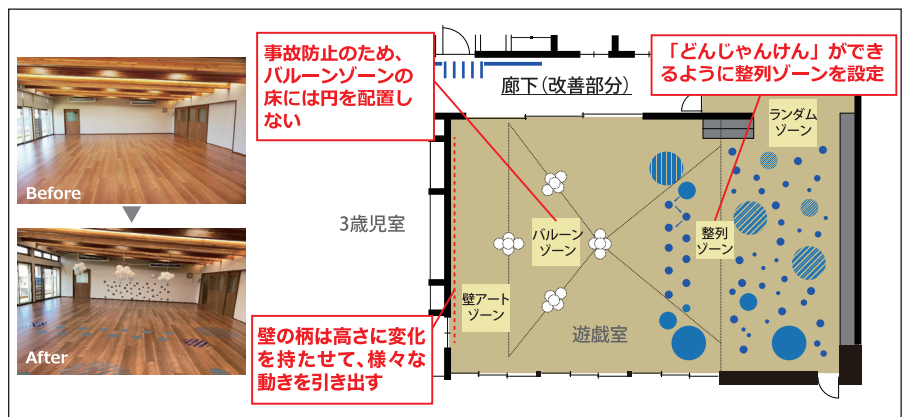 事故防止のため、
バルーンゾーンの
床には円を配置し
ない
「どんじゃんけん」ができ
るように整列ゾーンを設定
廊下（改善部分）
ランダム
ゾーン
Before
3歳児室
バルーン
ゾーン
整列
ゾーン
壁アート
ゾーン
遊戯室
壁の柄は高さに変化
を持たせて、様々な
動きを引き出す
After